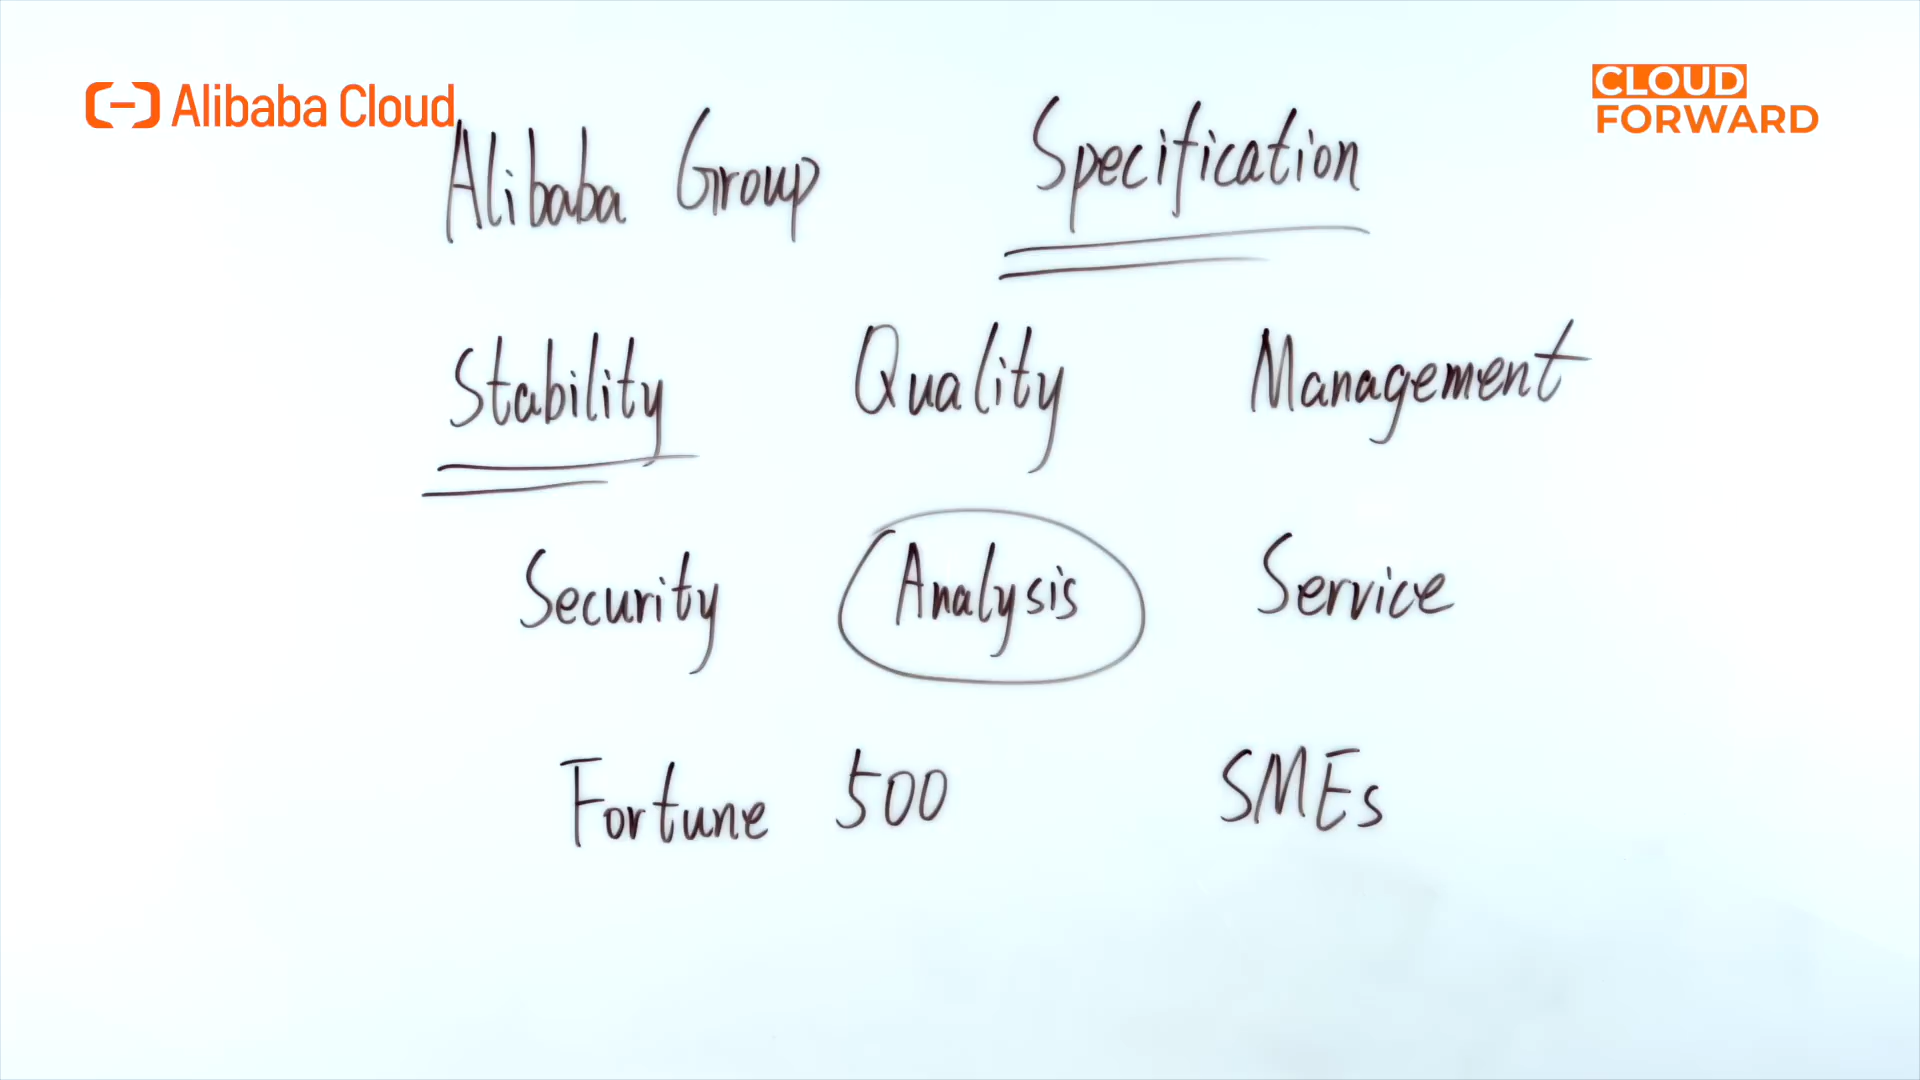 Alibaba Cloud
CLOUD
FORWARD
Alibaba Group Specification
Stability Quality Management
Security Analysis Service
Fortune 500 SMEs